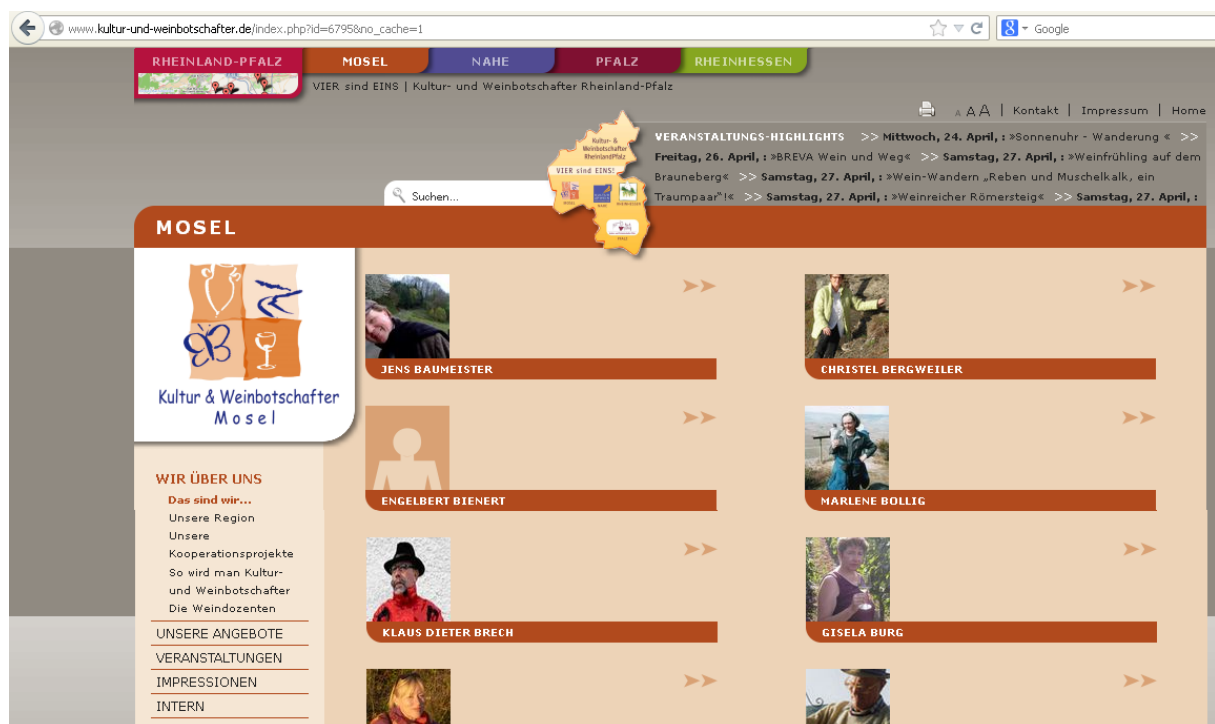 www.kultur-und-weinbotschafter.de/index.php?id=6795&no_cache=1
Google
RHEINLAND-PFALZ
MOSEL
NAHE
PFALZ
RHEINHESSEN
VIER sind EINS | Kultur- und Weinbotschafter Rheinland-Pfalz
A A A | Kontakt | Impressum | Home
Kultur- &
Weinbotschafter
RheinlandPfalz
VIER sind EINS!
PFALZ
VERANSTALTUNGS-HIGHLIGHTS >> Mittwoch, 24. April, : »Sonnenuhr - Wanderung « >>
Freitag, 26. April, : »BREVA Wein und Weg« >> Samstag, 27. April, : »Weinfrühling auf dem
Brauneberg« >> Samstag, 27. April, : »Wein-Wandern „Reben und Muschelkalk, ein
Traumpaar"!« >> Samstag, 27. April, : »Weinreicher Römersteig« >> Samstag, 27. April, :
Suchen...
MOSEL
Kultur & Weinbotschafter
Mosel
WIR ÜBER UNS
Das sind wir...
Unsere Region
Unsere
Kooperationsprojekte
So wird man Kultur-
und Weinbotschafter
Die Weindozenten
UNSERE ANGEBOTE
VERANSTALTUNGEN
IMPRESSIONEN
INTERN
JENS BAUMEISTER
CHRISTEL BERGWEILER
ENGELBERT BIENERT
MARLENE BOLLIG
KLAUS DIETER BRECH
GISELA BURG